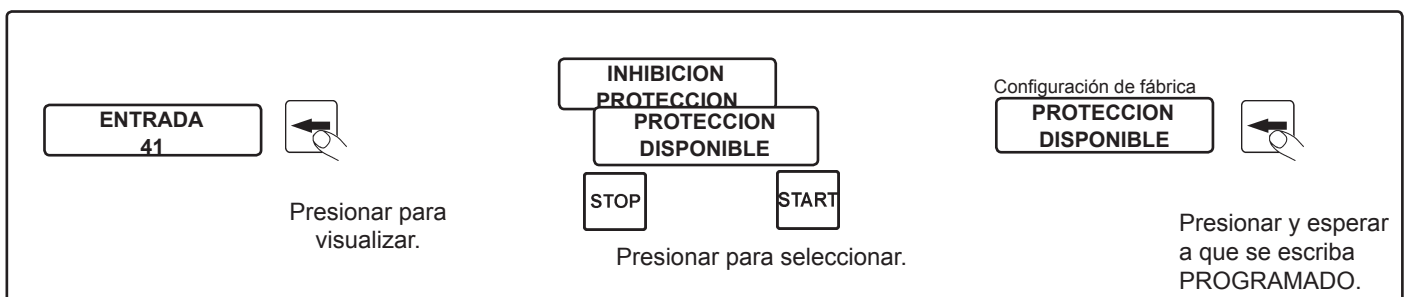 ENTRADA
41
Presionar para
visualizar.
INHIBICION
PROTECCION
PROTECCION
DISPONIBLE
STOP
START
Presionar para seleccionar.
Configuración de fábrica
PROTECCION
DISPONIBLE
Presionar y esperar
a que se escriba
PROGRAMADO.